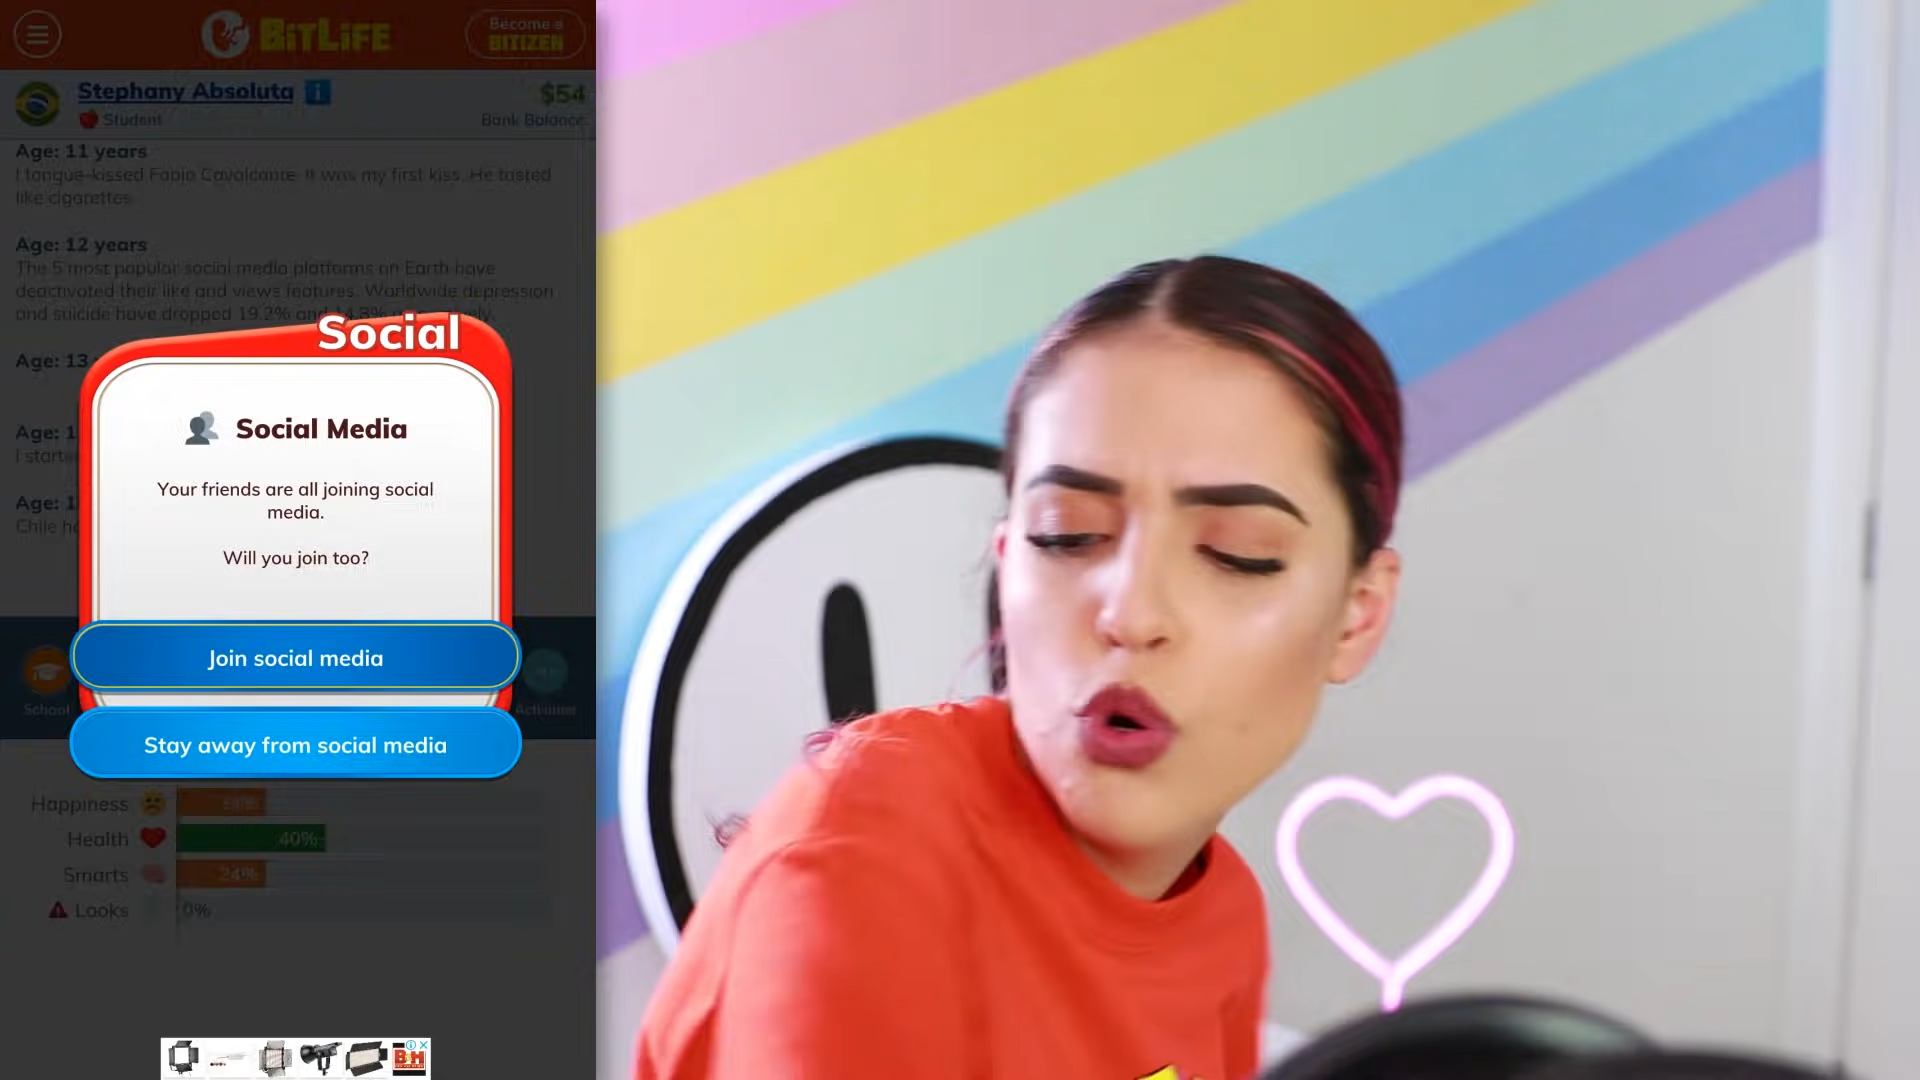 BITLIFE
Become a
BITIZEN
Stephany Absoluta
$54
Student
Bank Balance
Age: 11 years
I tongue-kissed Fabio Cavalcante. It was my first kiss. He tasted
like cigarettes.
Age: 12 years
The 5 most popular social media platforms on Earth have
deactivated their like and views features. Worldwide depression
and suicide have dropped 19.2% and
Age: 13
Social
Social Media
Your friends are all joining social
media.
Will you join too?
Join social media
Stay away from social media
School
Activities
Happiness
Health 40%
Smarts 24%
Looks 0%
B&H